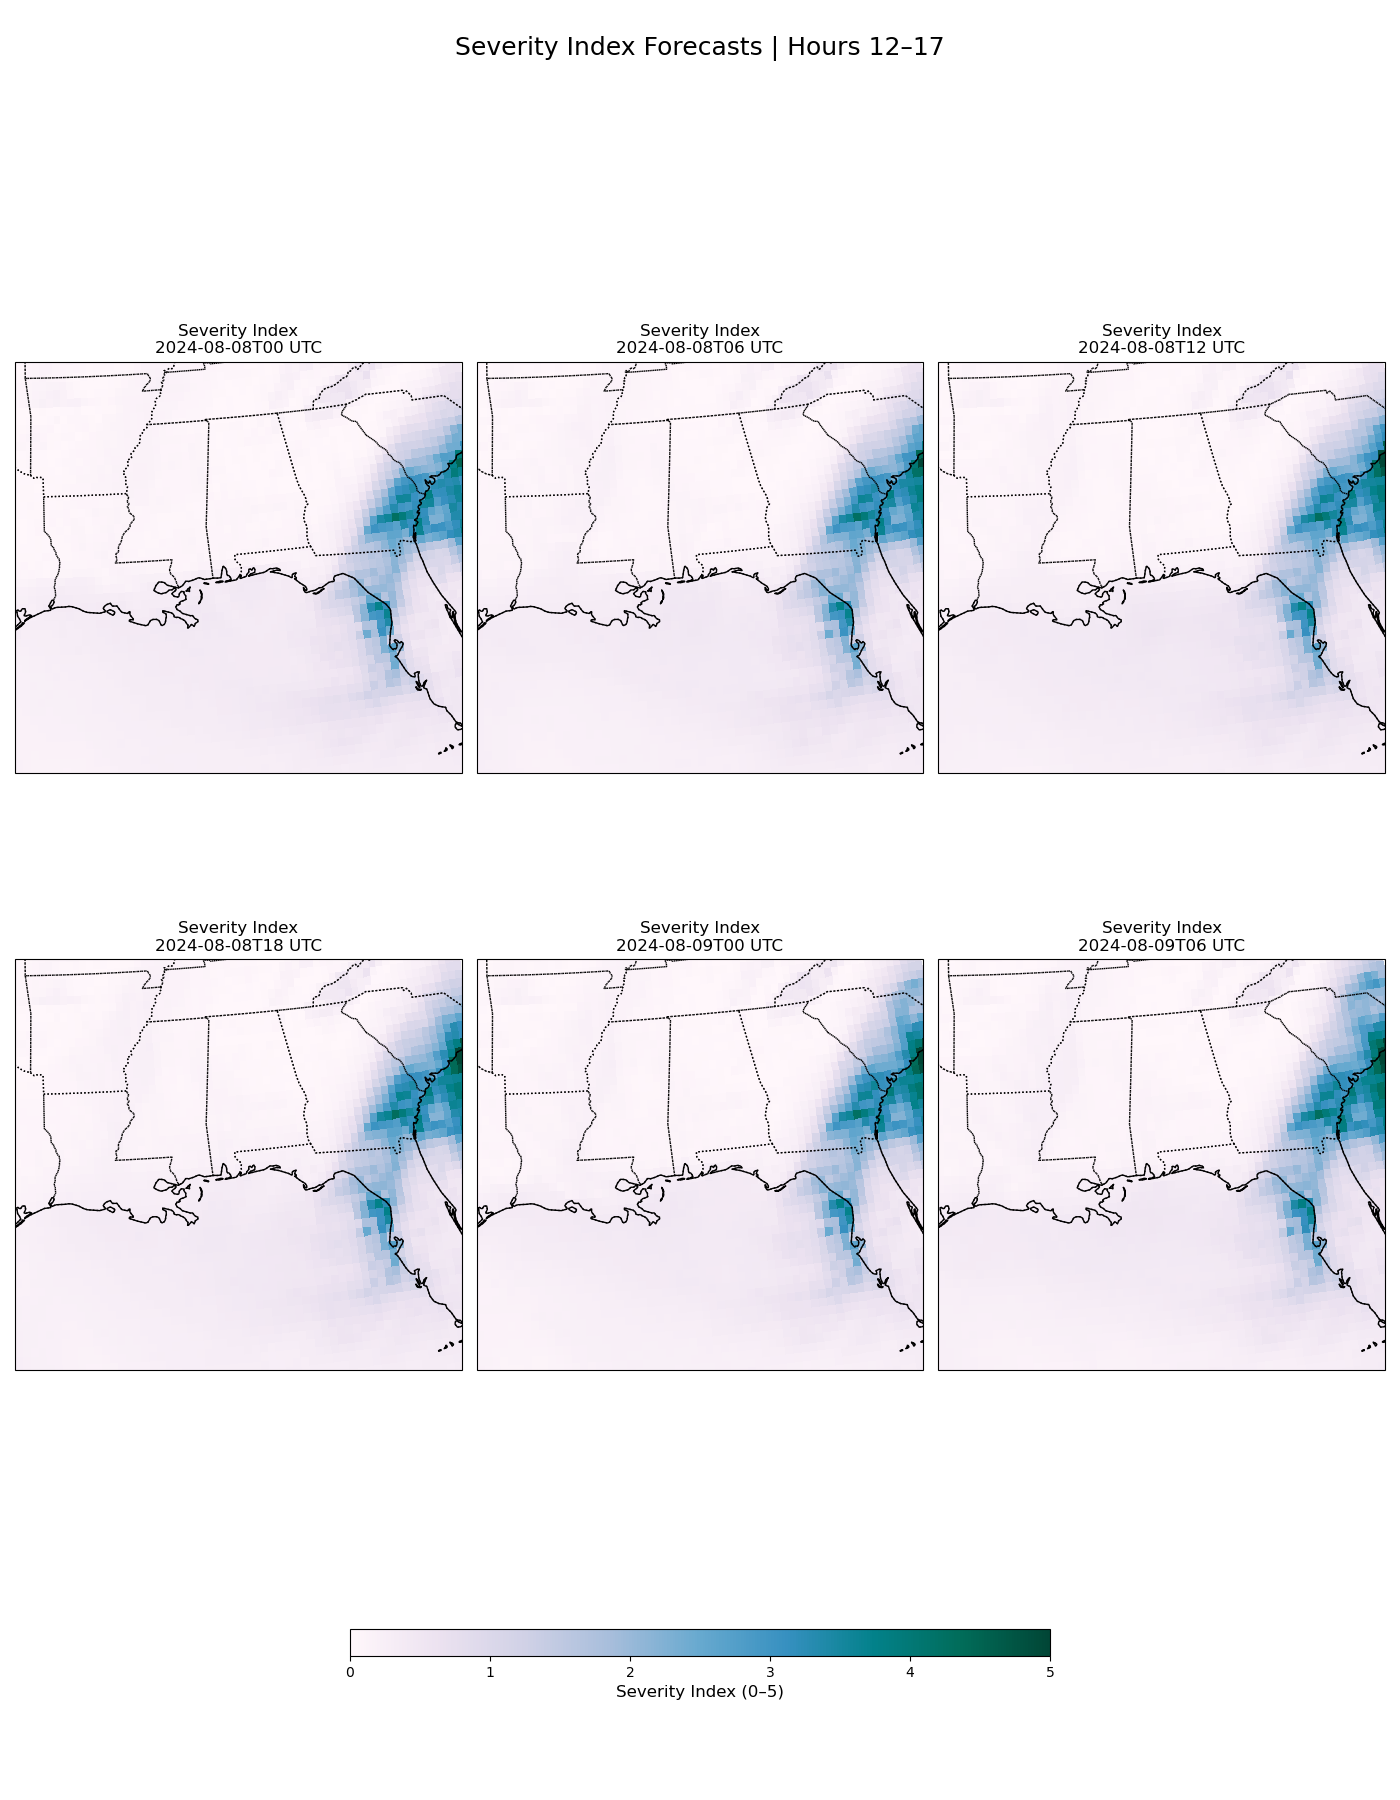 Severity Index Forecasts | Hours 12–17
Severity Index
2024-08-08T00 UTC
Severity Index
2024-08-08T06 UTC
Severity Index
2024-08-08T12 UTC
Severity Index
2024-08-08T18 UTC
Severity Index
2024-08-09T00 UTC
Severity Index
2024-08-09T06 UTC
0 1 2 3 4 5
Severity Index (0–5)